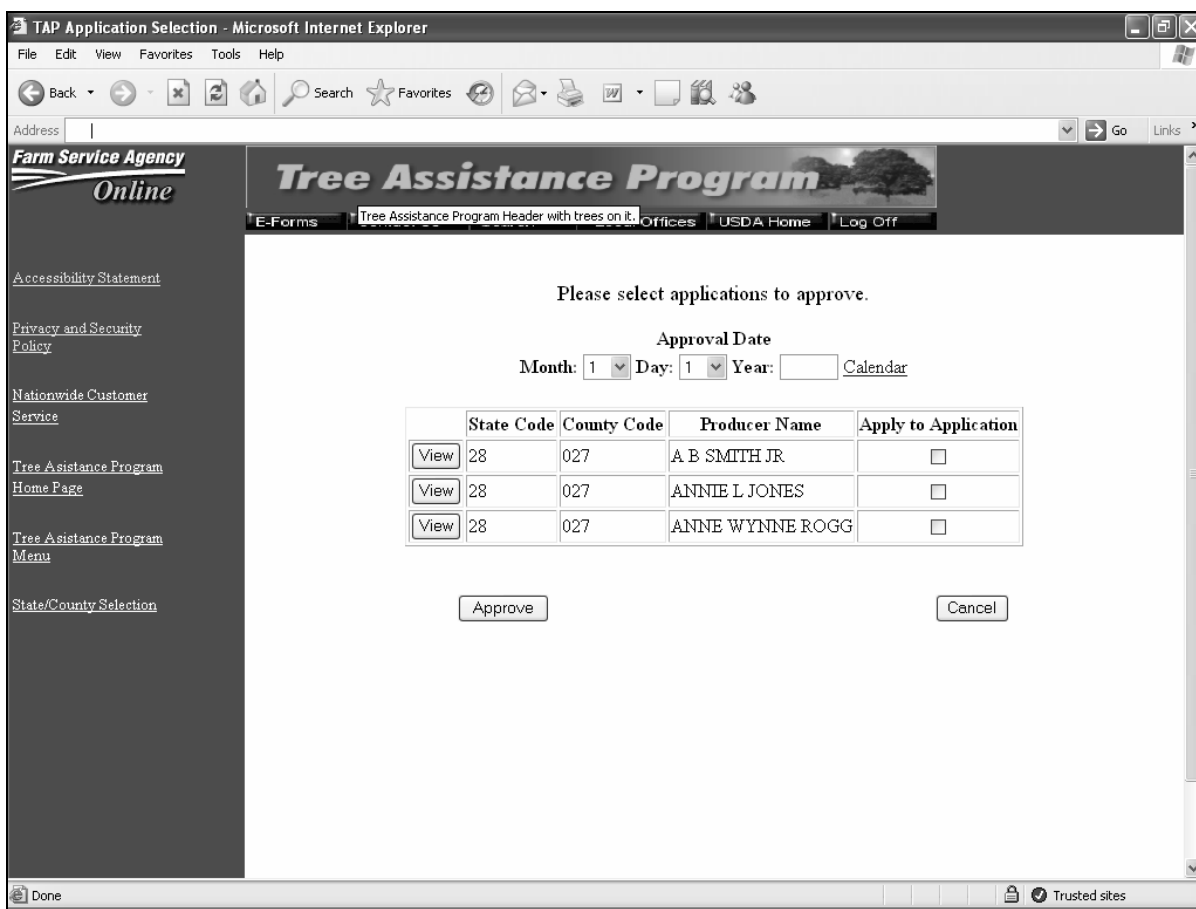 TAP Application Selection - Microsoft Internet Explorer
File Edit View Favorites Tools Help
Back Search Favorites
Address Go Links »
Farm Service Agency
Online
Tree Assistance Program
Tree Assistance Program Header with trees on it.
E-Forms Offices USDA Home Log Off
Accessibility Statement
Privacy and Security
Policy
Nationwide Customer
Service
Tree Asistance Program
Home Page
Tree Asistance Program
Menu
State/County Selection
Please select applications to approve.
Approval Date
Month: 1 Day: 1 Year: Calendar
State Code County Code Producer Name Apply to Application
View 28 027 A B SMITH JR
View 28 027 ANNIE L JONES
View 28 027 ANNE WYNNE ROGG
Approve Cancel
Done Trusted sites